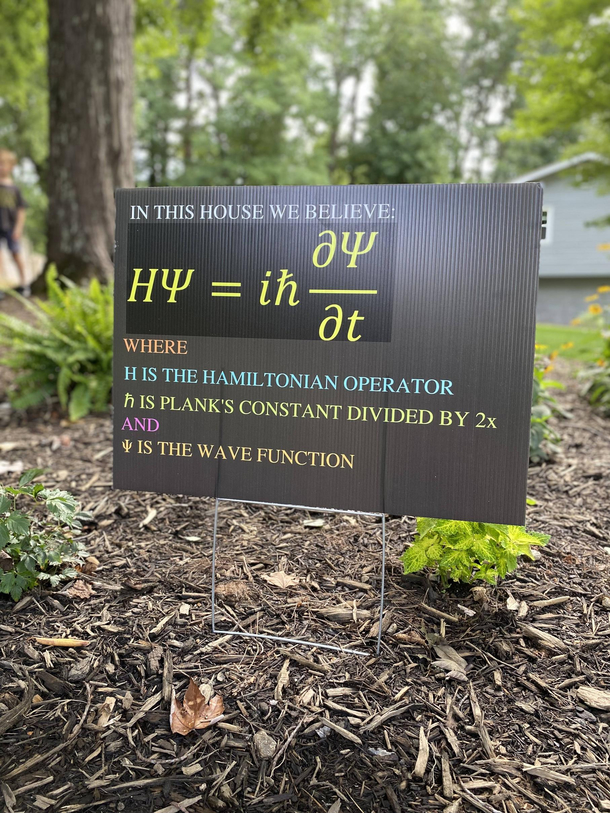 IN THIS HOUSE WE BELIEVE:
HΨ = iℏ ∂Ψ/∂t
WHERE
H IS THE HAMILTONIAN OPERATOR
ℏ IS PLANK'S CONSTANT DIVIDED BY 2x
AND
Ψ IS THE WAVE FUNCTION